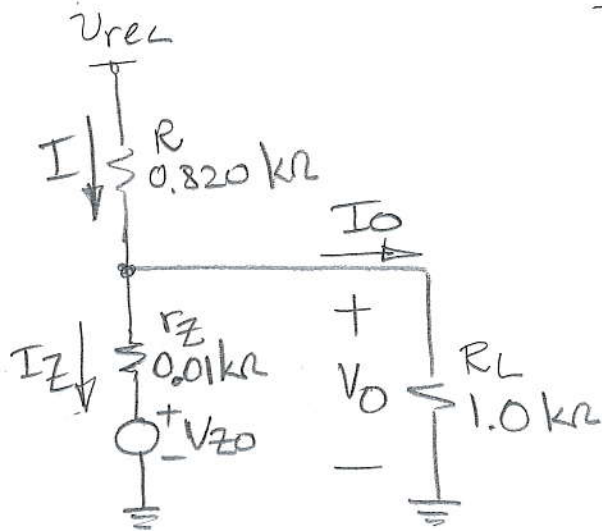 Vrec
I
R
0.820 kΩ
IO
IZ
rZ
0.01kΩ
+
VZO
-
+
VO
-
RL
1.0 kΩ